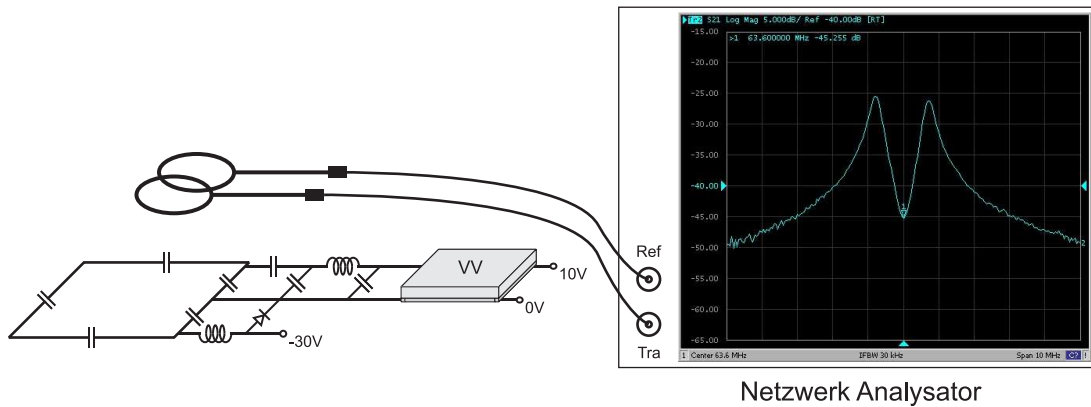 Tr2 S21 Log Mag 5.000dB/ Ref -40.00dB [RT]
-15.00
>1 63.600000 MHz -45.255 dB
-20.00
-25.00
-30.00
-35.00
-40.00
-45.00
1
-50.00
2
-55.00
-60.00
-65.00
1 Center 63.6 MHz IFBW 30 kHz Span 10 MHz C? !
Ref
Tra
VV
10V
0V
-30V
Netzwerk Analysator